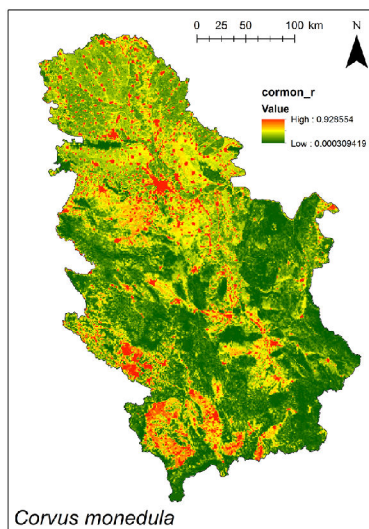 0 25 50 100 km
N
cormon_r
Value
High : 0.928554
Low : 0.000309419
Corvus monedula